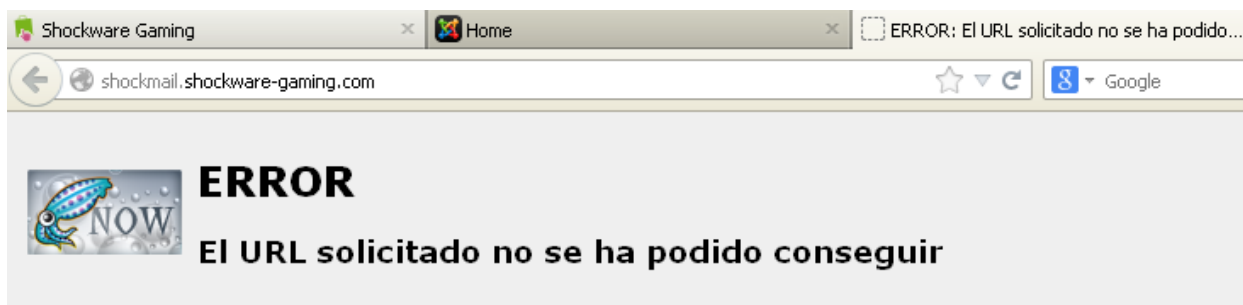 Shockware Gaming
Home
ERROR: El URL solicitado no se ha podido...
shockmail.shockware-gaming.com
Google
NOW
ERROR
El URL solicitado no se ha podido conseguir